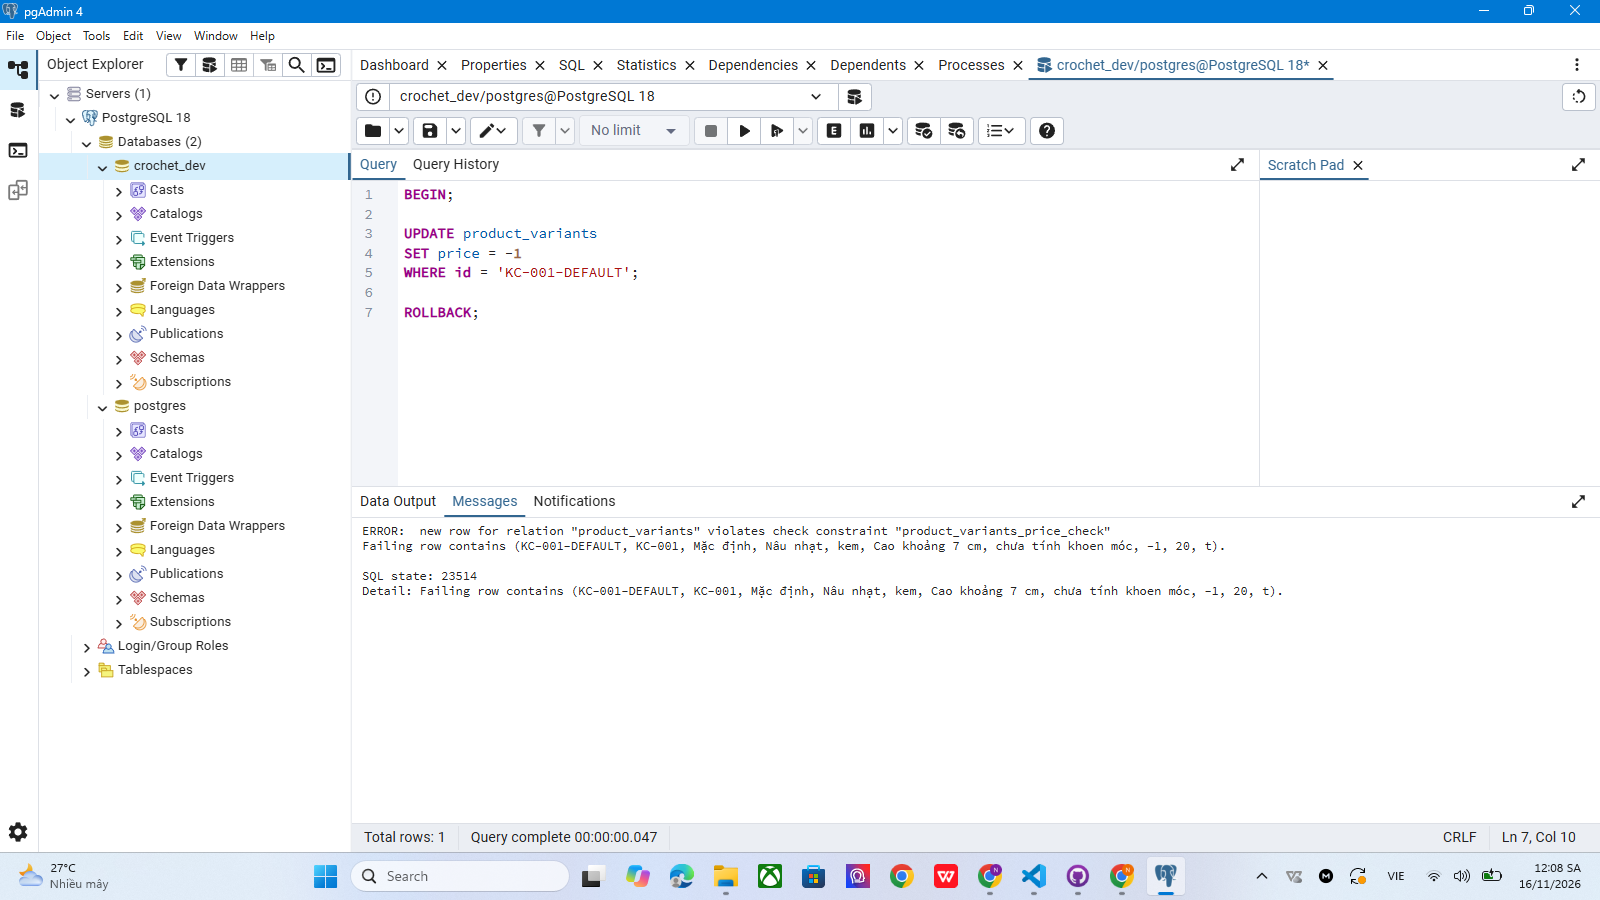 pgAdmin 4
File Object Tools Edit View Window Help
Object Explorer
Dashboard Properties SQL Statistics Dependencies Dependents Processes crochet_dev/postgres@PostgreSQL 18*
Servers (1)
PostgreSQL 18
Databases (2)
crochet_dev
Casts
Catalogs
Event Triggers
Extensions
Foreign Data Wrappers
Languages
Publications
Schemas
Subscriptions
postgres
Casts
Catalogs
Event Triggers
Extensions
Foreign Data Wrappers
Languages
Publications
Schemas
Subscriptions
Login/Group Roles
Tablespaces
crochet_dev/postgres@PostgreSQL 18
No limit
E
Query Query History
Scratch Pad
1 BEGIN;
2
3 UPDATE product_variants
4 SET price = -1
5 WHERE id = 'KC-001-DEFAULT';
6
7 ROLLBACK;
Data Output Messages Notifications
ERROR:  new row for relation "product_variants" violates check constraint "product_variants_price_check"
Failing row contains (KC-001-DEFAULT, KC-001, Mặc định, Nâu nhạt, kem, Cao khoảng 7 cm, chưa tính khoen móc, -1, 20, t).
SQL state: 23514
Detail: Failing row contains (KC-001-DEFAULT, KC-001, Mặc định, Nâu nhạt, kem, Cao khoảng 7 cm, chưa tính khoen móc, -1, 20, t).
Total rows: 1 Query complete 00:00:00.047 CRLF Ln 7, Col 10
27°C
Nhiều mây
Search
VIE
12:08 SA
16/11/2026